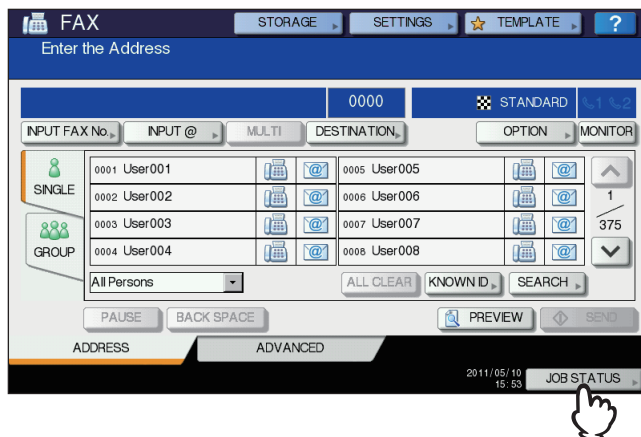 FAX STORAGE SETTINGS TEMPLATE ?
Enter the Address
0000 STANDARD 1 2
INPUT FAX No. INPUT @ MULTI DESTINATION OPTION MONITOR
SINGLE
GROUP
0001 User001 @ 0005 User005 @
0002 User002 @ 0006 User006 @
0003 User003 @ 0007 User007 @
0004 User004 @ 0008 User008 @
1
375
All Persons ALL CLEAR KNOWN ID SEARCH
PAUSE BACK SPACE PREVIEW SEND
ADDRESS ADVANCED
2011/05/10
15:53
JOB STATUS